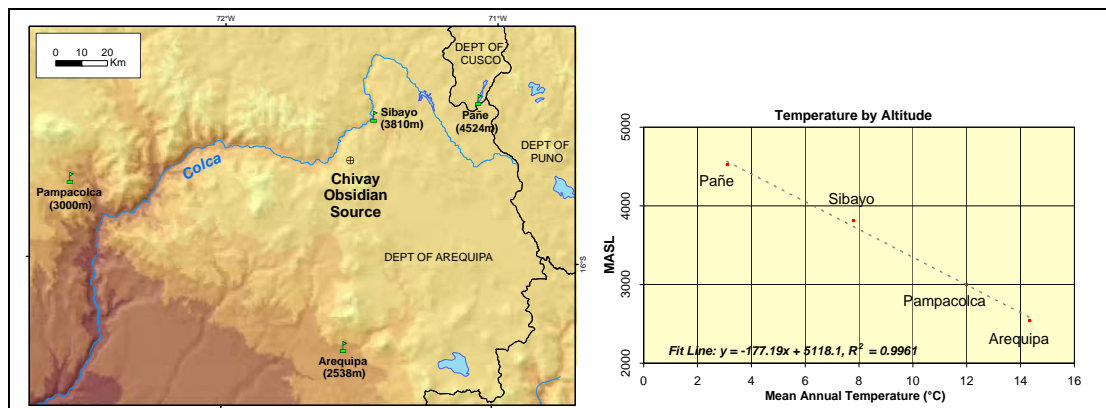 72°W
71°W
0 10 20
Km
DEPT OF
CUSCO
Sibayo
(3810m)
Pañe
(4524m)
DEPT OF
PUNO
Colca
Chivay
Obsidian
Source
Pampacolca
(3000m)
DEPT OF AREQUIPA
16°S
Arequipa
(2538m)
Temperature by Altitude
5000
4000
3000
2000
MASL
Pañe
Sibayo
Pampacolca
Arequipa
Fit Line: y = -177.19x + 5118.1, R² = 0.9961
0 2 4 6 8 10 12 14 16
Mean Annual Temperature (°C)